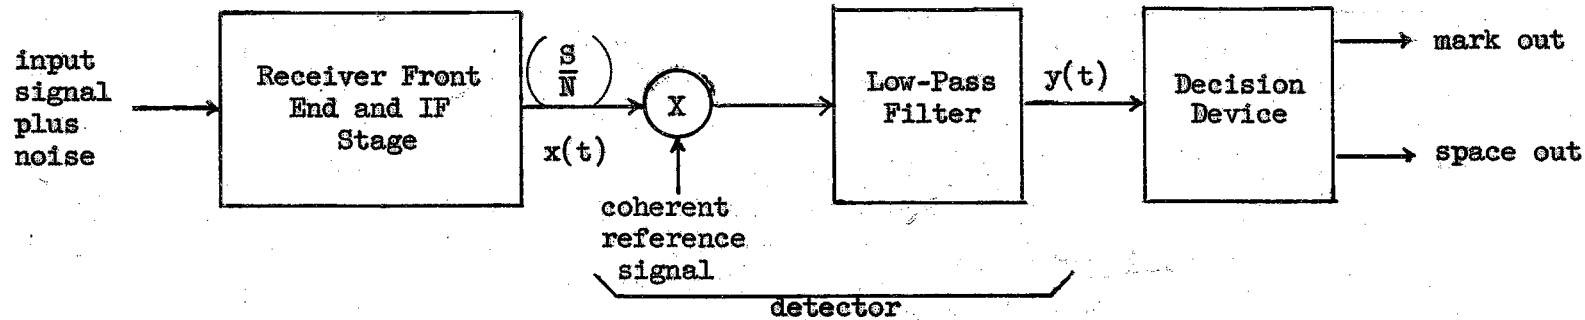 input
signal
plus
noise
Receiver Front
End and IF
Stage
(S/N)
x(t)
X
coherent
reference
signal
Low-Pass
Filter
y(t)
Decision
Device
mark out
space out
detector